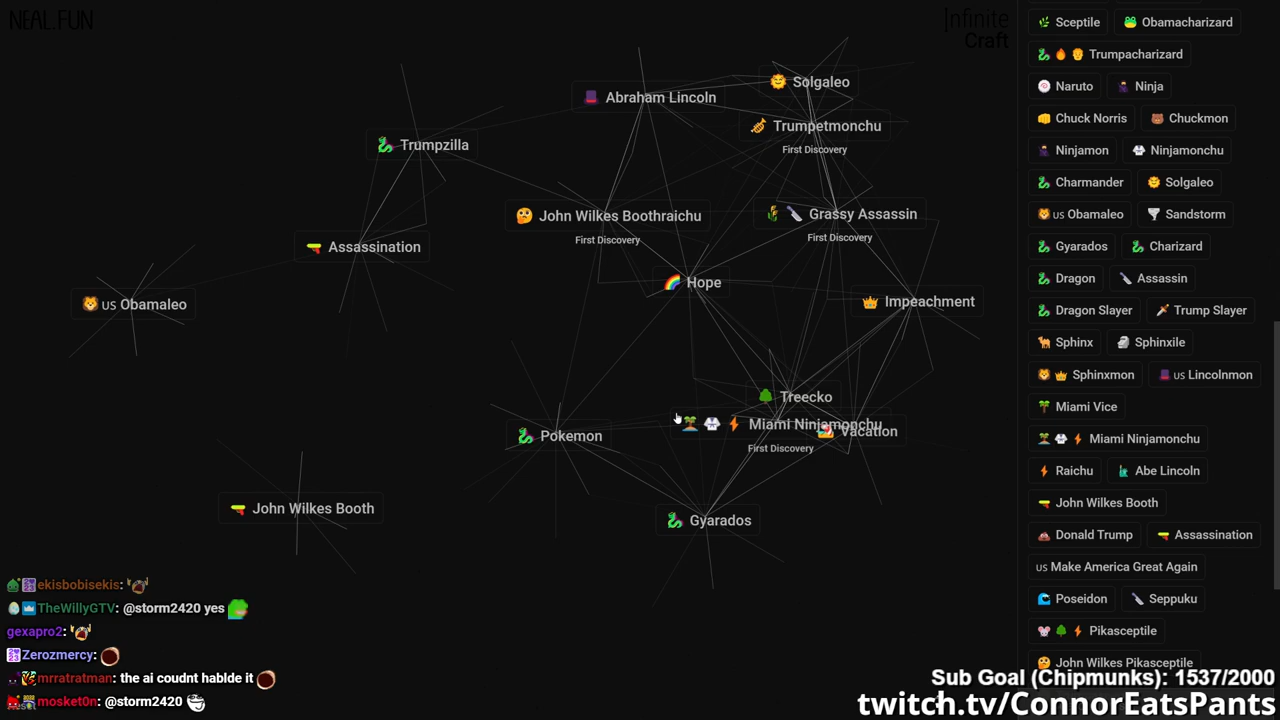 NEAL.FUN
Infinite
Craft
Abraham Lincoln
Solgaleo
Trumpetmonchu
First Discovery
Trumpzilla
John Wilkes Boothraichu
First Discovery
Grassy Assassin
First Discovery
Assassination
Hope
US Obamaleo
Impeachment
Treecko
Miami Ninjamonchu
First Discovery
Vacation
Pokemon
John Wilkes Booth
Gyarados
Sceptile Obamacharizard
Trumpacharizard
Naruto Ninja
Chuck Norris Chuckmon
Ninjamon Ninjamonchu
Charmander Solgaleo
US Obamaleo Sandstorm
Gyarados Charizard
Dragon Assassin
Dragon Slayer Trump Slayer
Sphinx Sphinxile
Sphinxmon US Lincolnmon
Miami Vice
Miami Ninjamonchu
Raichu Abe Lincoln
John Wilkes Booth
Donald Trump Assassination
US Make America Great Again
Poseidon Seppuku
Pikasceptile
John Wilkes Pikasceptile
ekisbobisekis:
TheWillyGTV: @storm2420 yes
gexapro2:
Zerozmercy:
mrratratman: the ai coudnt hablde it
mosket0n: @storm2420
Sub Goal (Chipmunks): 1537/2000
twitch.tv/ConnorEatsPants